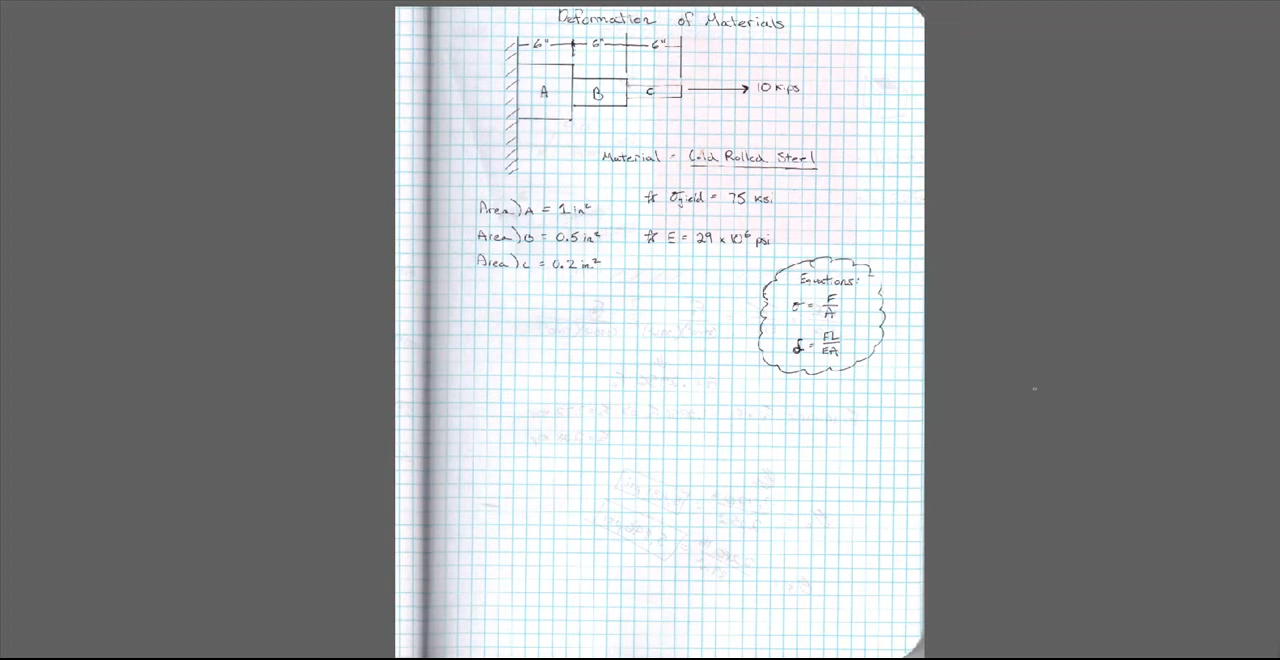 Deformation of Materials
6" 6" 6"
A B C 10 Kips
Material - Cold Rolled Steel
Area)A = 1 in² ☆ σyield = 75 ksi
Area)B = 0.5 in² ☆ E = 29 x 10⁶ psi
Area)C = 0.2 in²
Equations:
σ = F/A
δ = FL/EA